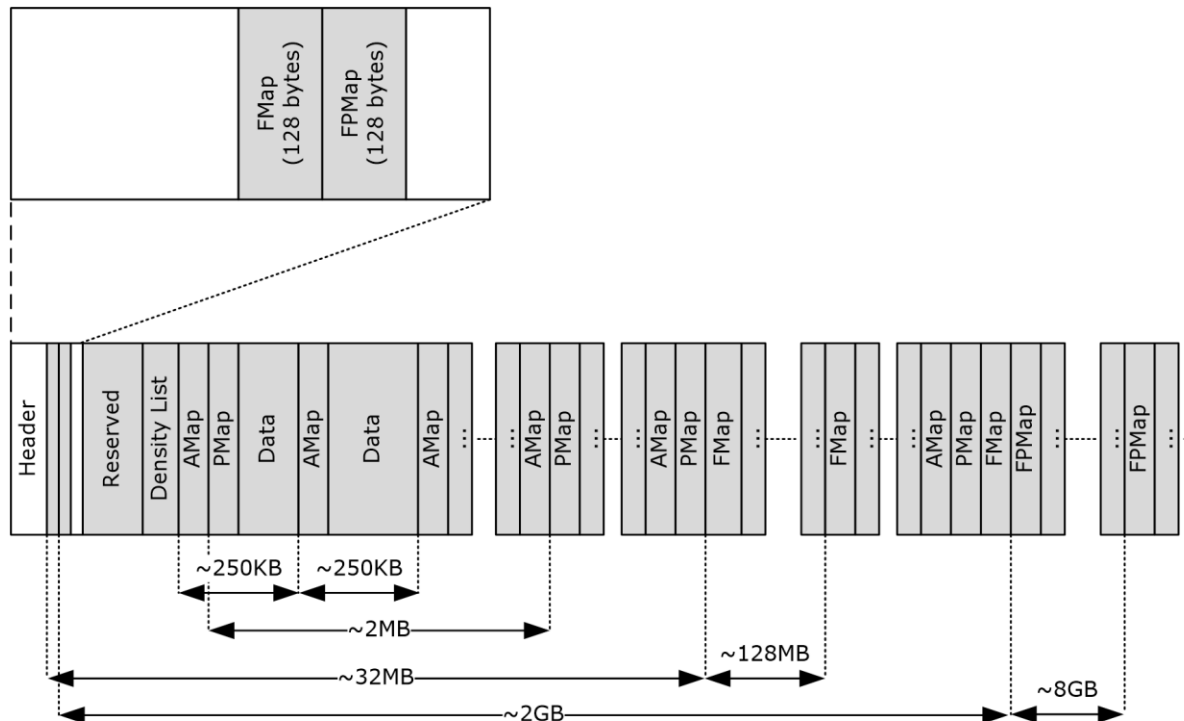 FMap
(128 bytes)
FPMap
(128 bytes)
Header
Reserved
Density List
AMap
PMap
Data
AMap
Data
AMap
...
...
AMap
PMap
...
...
AMap
PMap
FMap
...
...
FMap
...
...
AMap
PMap
FMap
FPMap
...
...
FPMap
...
~250KB
~250KB
~2MB
~32MB
~128MB
~2GB
~8GB